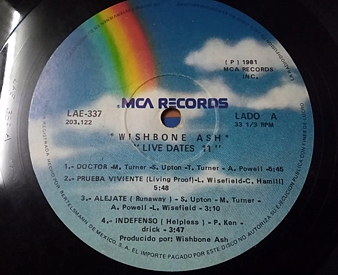 ( P ) 1981
MCA RECORDS
INC.
MCA RECORDS
LAE-337
203,122
LADO A
33 1/3 RPM
* WISHBONE ASH *
"LIVE DATES 11"
1.- DOCTOR -M. Turner - S. Upton -T. Turner - A. Powell -5:45
2.- PRUEBA VIVIENTE (Living Proof)-L. Wisefield-C. Hamill)
5:48
3.- ALEJATE ( Runaway ) - S. Upton -M. Turner -
A. Powell -L. Wisefield - 3:10
4.- INDEFENSO ( Helpless ) - P. Ken -
drick - 3:47
Producido por: Wishbone Ash